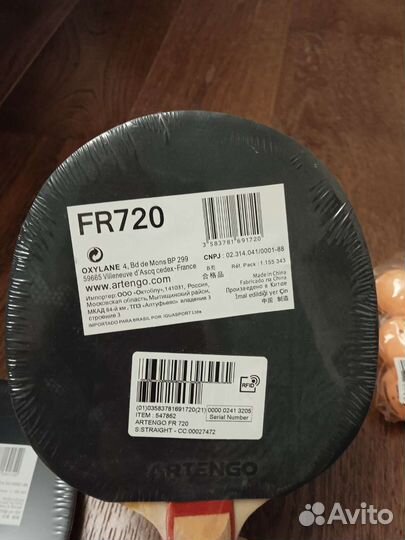 FR720
3 583781 691720
OXYLANE 4, Bd de Mons BP 299
59665 Villeneuve d'Ascq cedex-France
www.artengo.com
CNPJ : 02.314.041/0001-88
合格品
Réf. Pack : 1.155.343
Импортер ООО «Октоблу», 141031, Россия,
Московская область, Мытищинский район,
МКАД 84-й км, ТПЗ «Алтуфьево» владение 3
строение 3
IMPORTADO PARA BRASIL POR IGUASPORT Ltda
Made in China
Fabricado na China
Произведено в Китае
Imal edildiği yer Çin
中国 制造
RFID
(01)03583781691720(21) 0000 0241 3205
ITEM : 547862
Serial Number
ARTENGO FR 720
S:STRAIGHT - CC:00027472
ARTENGO
Avito